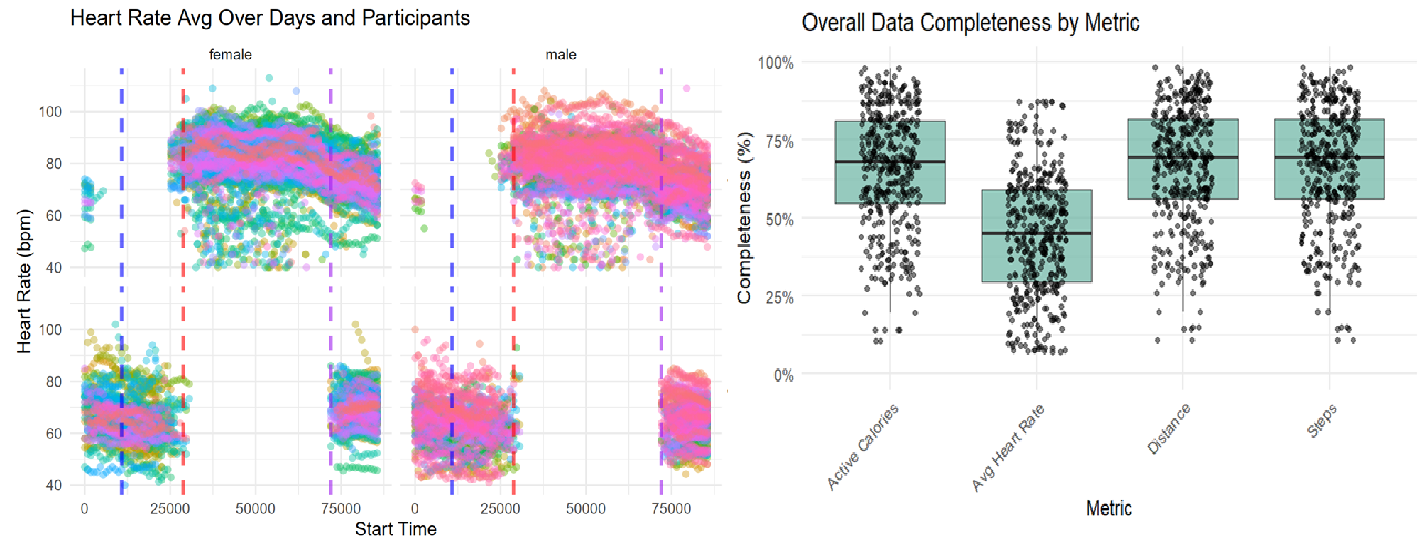 Heart Rate Avg Over Days and Participants
female
male
Heart Rate (bpm)
100
80
60
40
100
80
60
40
0
25000
50000
75000
0
25000
50000
75000
Start Time
Overall Data Completeness by Metric
Completeness (%)
100%
75%
50%
25%
0%
Active Calories
Avg Heart Rate
Distance
Steps
Metric